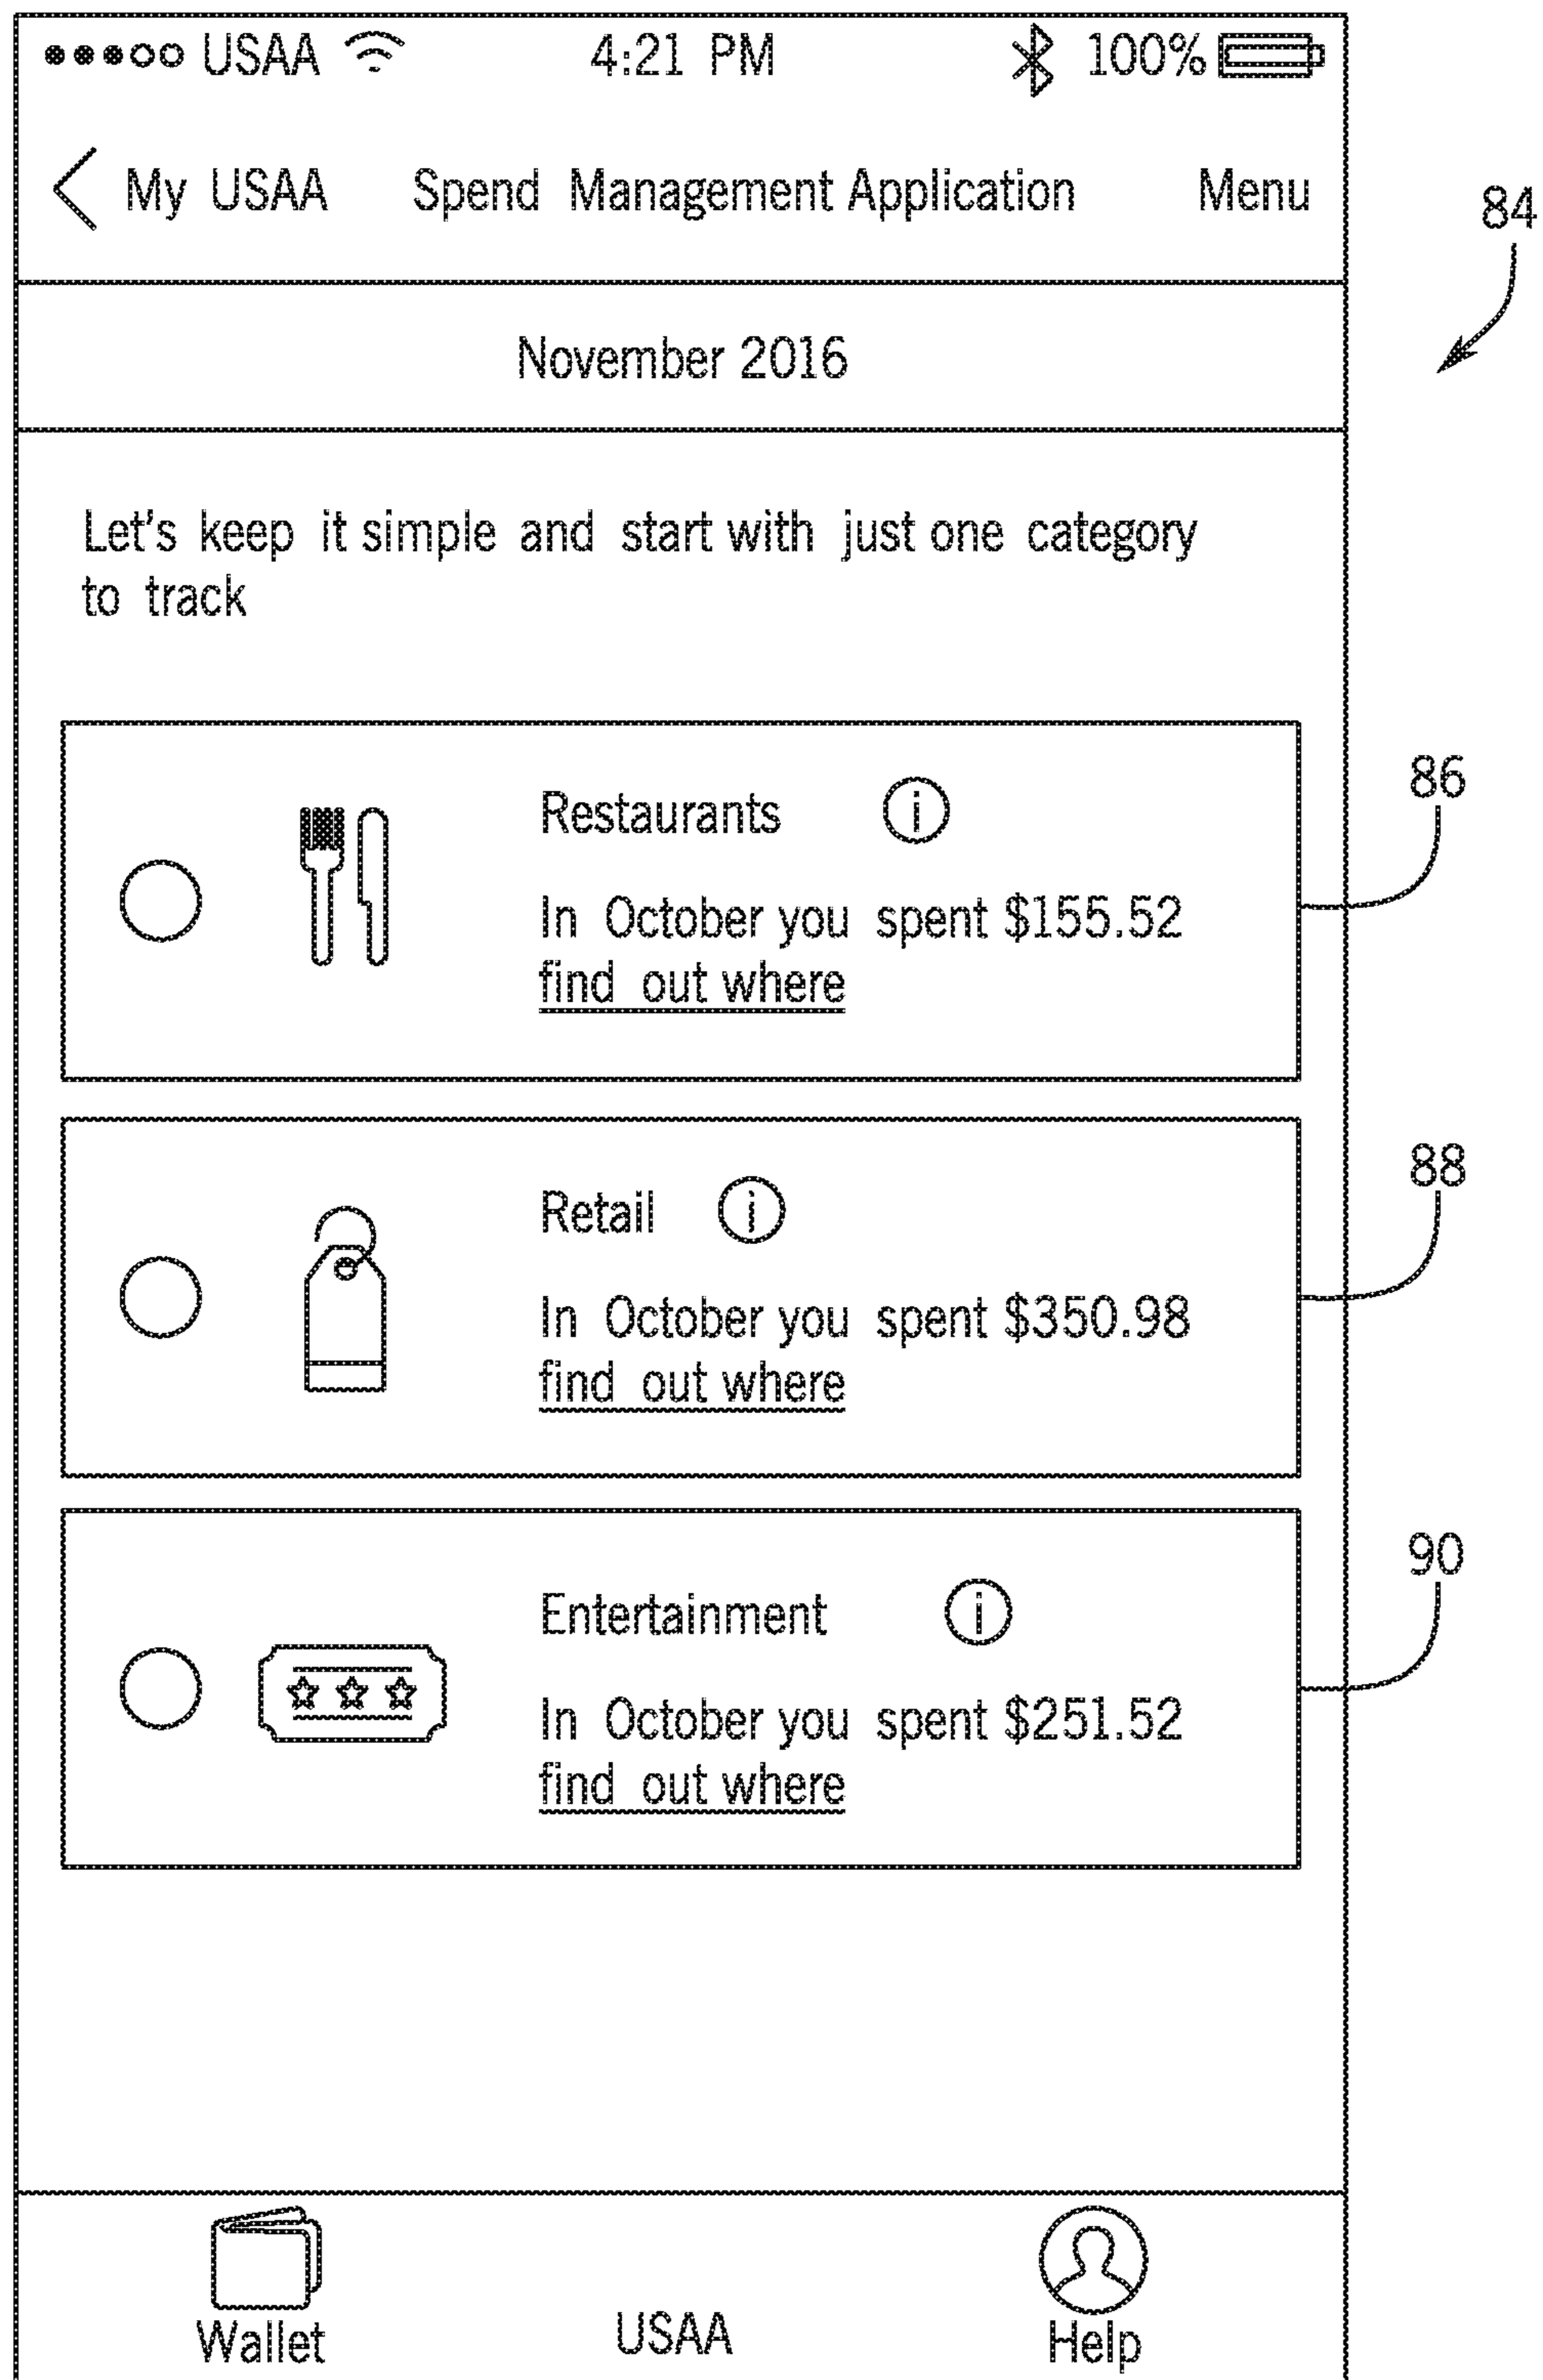 USAA 4:21 PM 100%
My USAA Spend Management Application Menu
84
November 2016
Let's keep it simple and start with just one category
to track
86
Restaurants i
In October you spent $155.52
find out where
88
Retail i
In October you spent $350.98
find out where
90
Entertainment i
In October you spent $251.52
find out where
Wallet USAA Help